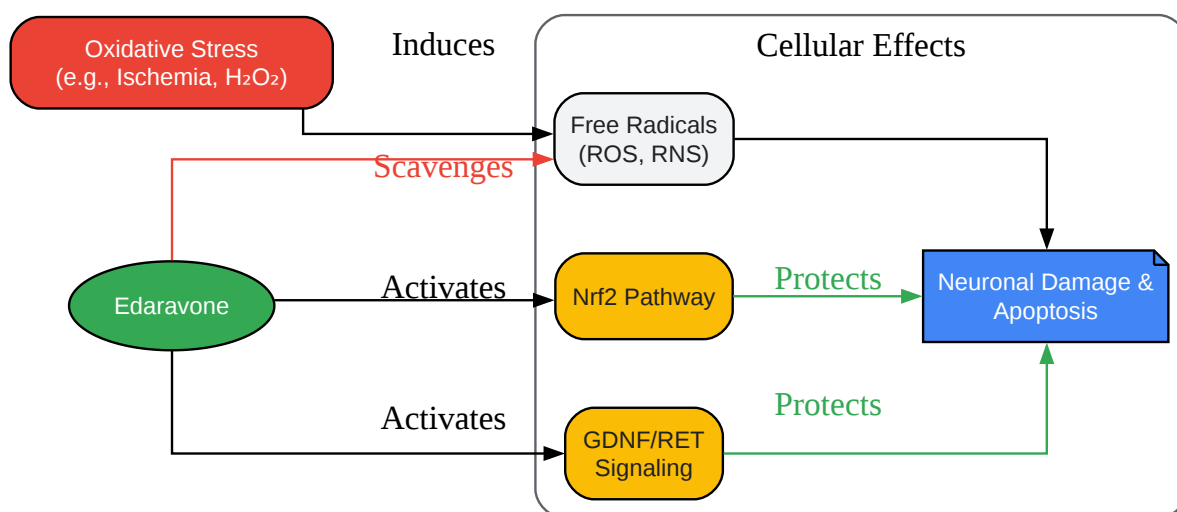 Oxidative Stress
(e.g., Ischemia, H₂O₂)
Induces
Cellular Effects
Free Radicals
(ROS, RNS)
Scavenges
Edaravone
Activates
Nrf2 Pathway
Protects
Neuronal Damage &
Apoptosis
Activates
GDNF/RET
Signaling
Protects